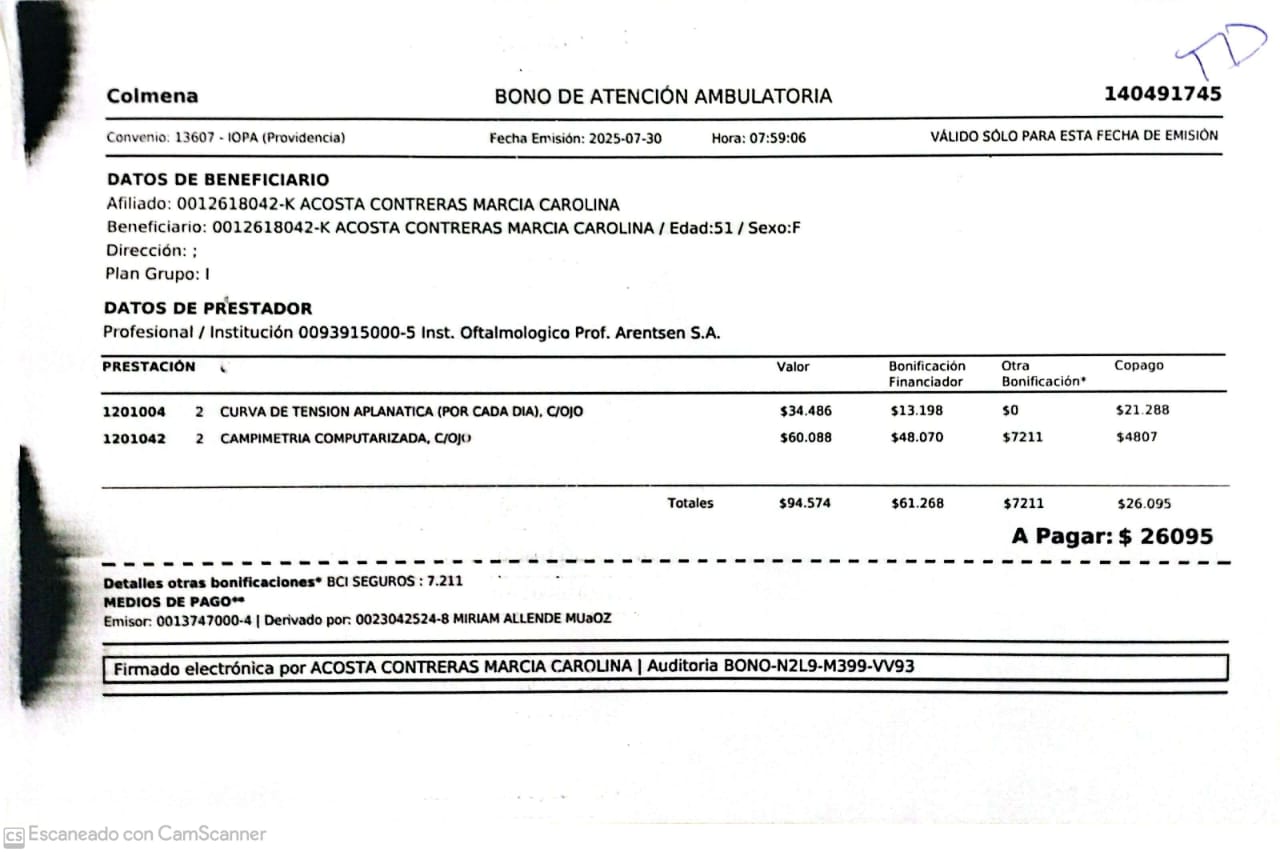 TD
Colmena BONO DE ATENCIÓN AMBULATORIA 140491745
Convenio: 13607 - IOPA (Providencia) Fecha Emisión: 2025-07-30 Hora: 07:59:06 VÁLIDO SÓLO PARA ESTA FECHA DE EMISIÓN
DATOS DE BENEFICIARIO
Afiliado: 0012618042-K ACOSTA CONTRERAS MARCIA CAROLINA
Beneficiario: 0012618042-K ACOSTA CONTRERAS MARCIA CAROLINA / Edad:51 / Sexo:F
Dirección: ;
Plan Grupo: I
DATOS DE PRESTADOR
Profesional / Institución 0093915000-5 Inst. Oftalmologico Prof. Arentsen S.A.
PRESTACIÓN Valor Bonificación Financiador Otra Bonificación* Copago
1201004 2 CURVA DE TENSION APLANATICA (POR CADA DIA), C/OJO $34.486 $13.198 $0 $21.288
1201042 2 CAMPIMETRIA COMPUTARIZADA, C/OJO $60.088 $48.070 $7211 $4807
Totales $94.574 $61.268 $7211 $26.095
A Pagar: $ 26095
Detalles otras bonificaciones* BCI SEGUROS : 7.211
MEDIOS DE PAGO**
Emisor: 0013747000-4 | Derivado por: 0023042524-8 MIRIAM ALLENDE MUaOZ
Firmado electrónica por ACOSTA CONTRERAS MARCIA CAROLINA | Auditoria BONO-N2L9-M399-VV93
CS Escaneado con CamScanner